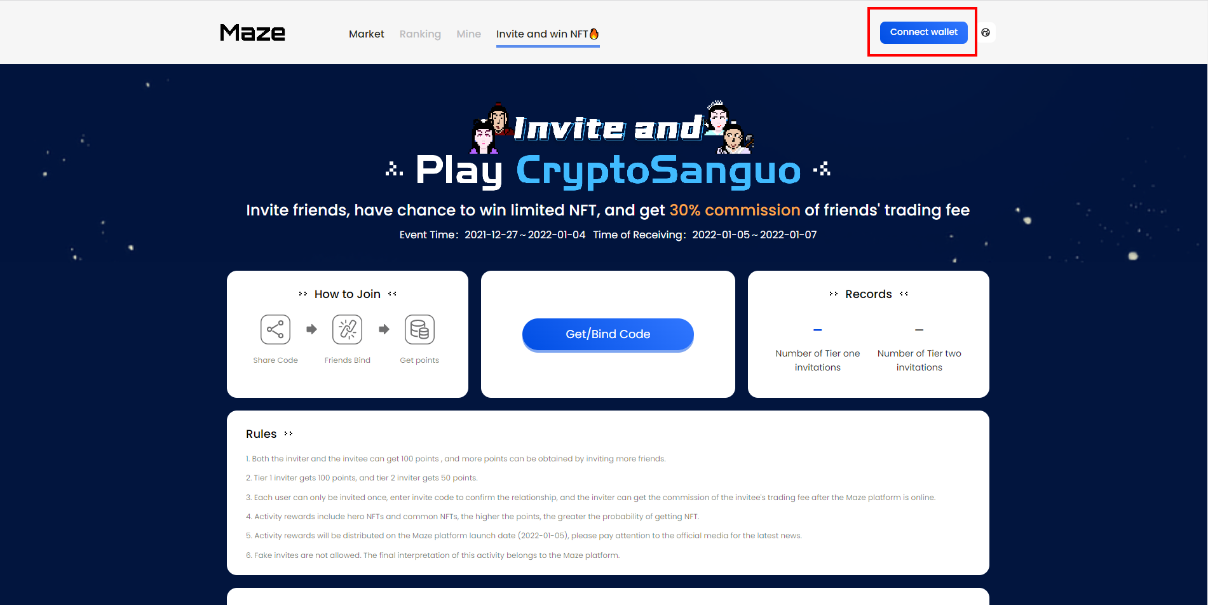 Maze
Market
Ranking
Mine
Invite and win NFT
Connect wallet
Invite and
Play CryptoSanguo
Invite friends, have chance to win limited NFT, and get 30% commission of friends' trading fee
Event Time: 2021-12-27～2022-01-04 Time of Receiving: 2022-01-05～2022-01-07
How to Join
Share Code
Friends Bind
Get points
Get/Bind Code
Records
Number of Tier one
invitations
Number of Tier two
invitations
Rules
1. Both the inviter and the invitee can get 100 points , and more points can be obtained by inviting more friends.
2. Tier 1 Inviter gets 100 points, and tier 2 inviter gets 50 points.
3. Each user can only be invited once, enter invite code to confirm the relationship, and the inviter can get the commission of the invitee's trading fee after the Maze platform is online.
4. Activity rewards include hero NFTs and common NFTs, the higher the points, the greater the probability of getting NFT.
5. Activity rewards will be distributed on the Maze platform launch date (2022-01-05), please pay attention to the official media for the latest news.
6. Fake invites are not allowed. The final interpretation of this activity belongs to the Maze platform.